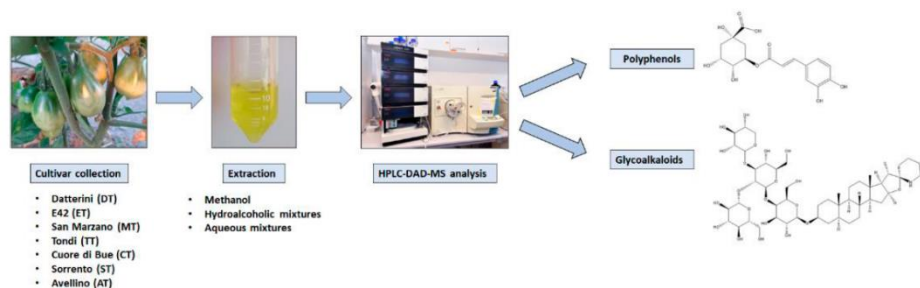 Cultivar collection
• Datterini (DT)
• E42 (ET)
• San Marzano (MT)
• Tondi (TT)
• Cuore di Bue (CT)
• Sorrento (ST)
• Avellino (AT)
Extraction
• Methanol
• Hydroalcoholic mixtures
• Aqueous mixtures
HPLC-DAD-MS analysis
Polyphenols
Glycoalkaloids